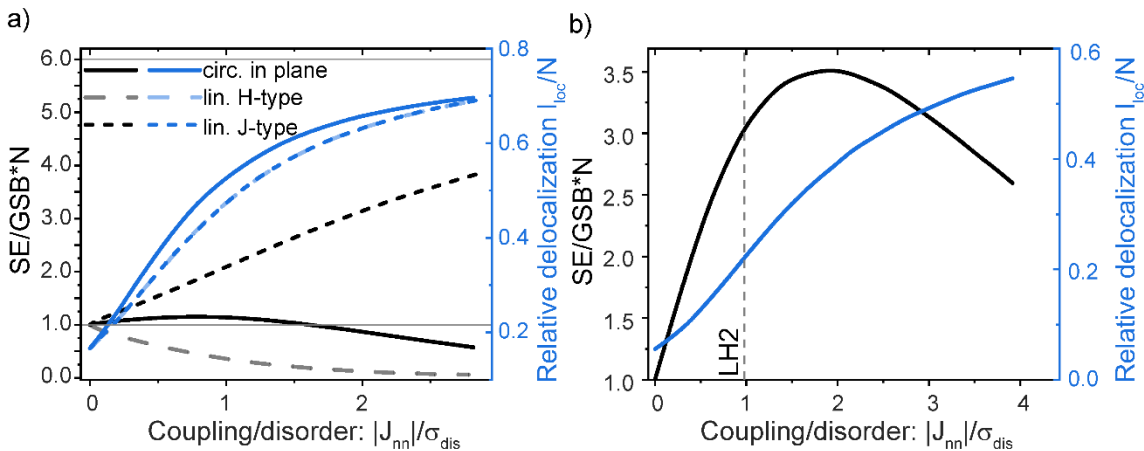 a)
SE/GSB*N
6.0
5.0
4.0
3.0
2.0
1.0
0.0
circ. in plane
lin. H-type
lin. J-type
0.8
0.6
0.4
0.2
Relative delocalization I_loc/N
0
1
2
Coupling/disorder: |J_nn|/σ_dis
b)
SE/GSB*N
3.5
3.0
2.5
2.0
1.5
1.0
LH2
0.6
0.4
0.2
0.0
Relative delocalization I_loc/N
0
1
2
3
4
Coupling/disorder: |J_nn|/σ_dis